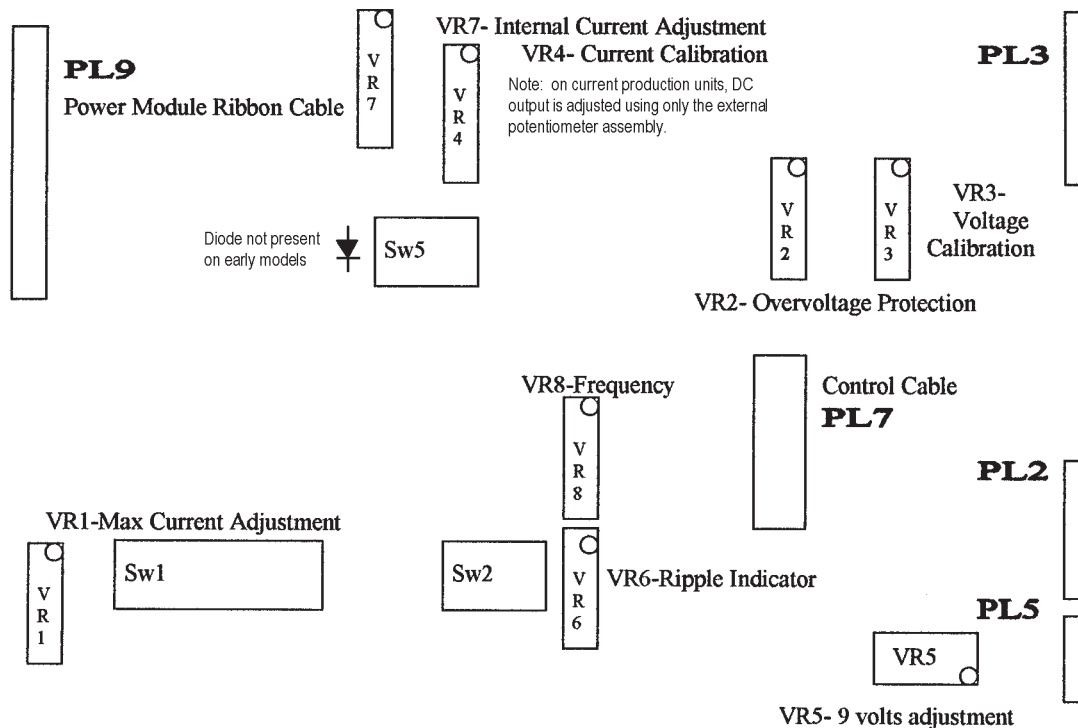 VR7- Internal Current Adjustment
VR4- Current Calibration
Note: on current production units, DC
output is adjusted using only the external
potentiometer assembly.
PL9
Power Module Ribbon Cable
V
R
7
V
R
4
PL3
V
R
2
V
R
3
VR3-
Voltage
Calibration
Diode not present
on early models
Sw5
VR2- Overvoltage Protection
VR8-Frequency
V
R
8
Control Cable
PL7
PL2
VR1-Max Current Adjustment
V
R
1
Sw1
Sw2
V
R
6
VR6-Ripple Indicator
PL5
VR5
VR5- 9 volts adjustment